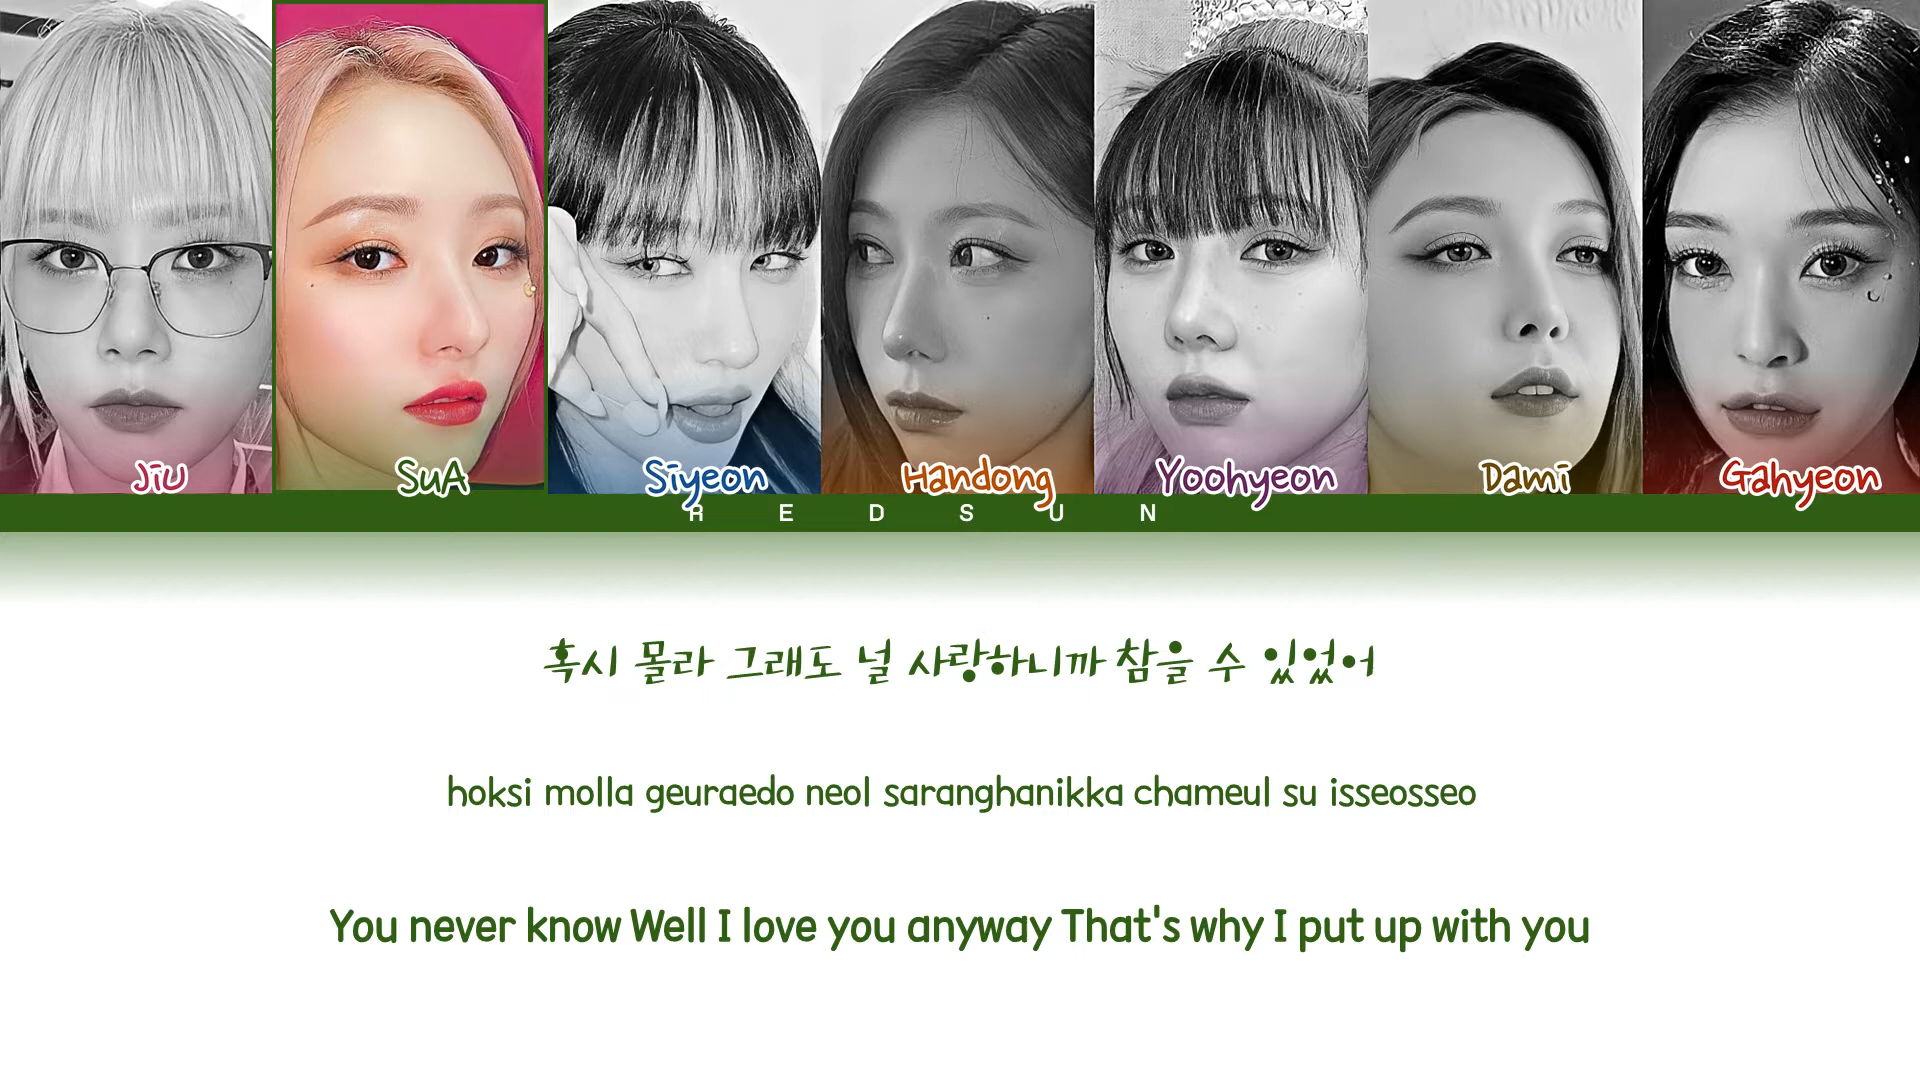 JiU SuA Siyeon Handong Yoohyeon Dami Gahyeon
REDSUN
혹시 몰라 그래도 널 사랑하니까 참을 수 있었어
hoksi molla geuraedo neol saranghanikka chameul su isseosseo
You never know Well I love you anyway That's why I put up with you